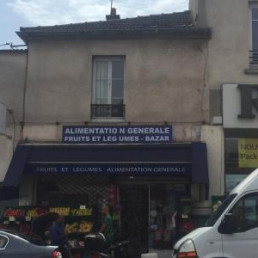 ALIMENTATIO N GENERALE
FRUITS ET LEG UMES - BAZAR
FRUITS ET LEGUMES ALIMENTATION GENERALE